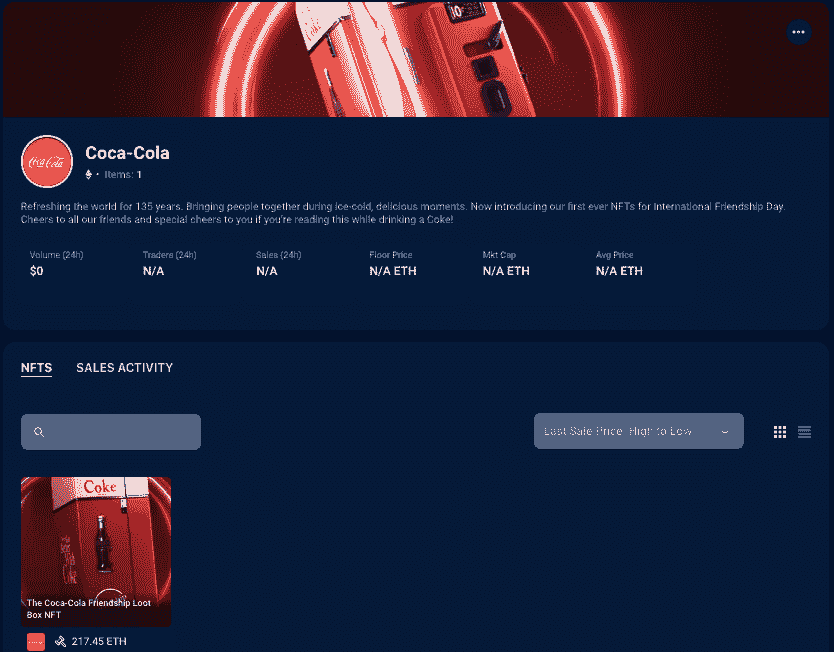 Coca-Cola
Coca-Cola
Items: 1
Refreshing the world for 135 years. Bringing people together during ice-cold, delicious moments. Now introducing our first ever NFTs for International Friendship Day.
Cheers to all our friends and special cheers to you if you're reading this while drinking a Coke!
Volume (24h) Traders (24h) Sales (24h) Floor Price Mkt Cap Avg Price
$0 N/A N/A N/A ETH N/A ETH N/A ETH
NFTS SALES ACTIVITY
Last Sale Price: High to Low
Coke
The Coca-Cola Friendship Loot
Box NFT
217.45 ETH